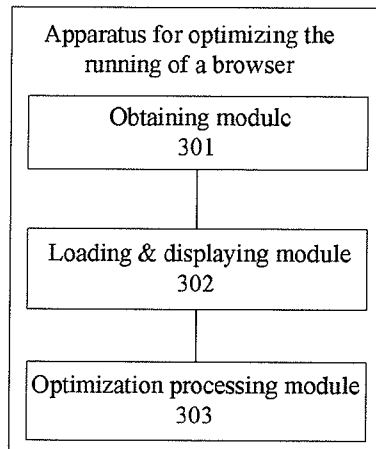 Apparatus for optimizing the
running of a browser
Obtaining module
301
Loading & displaying module
302
Optimization processing module
303